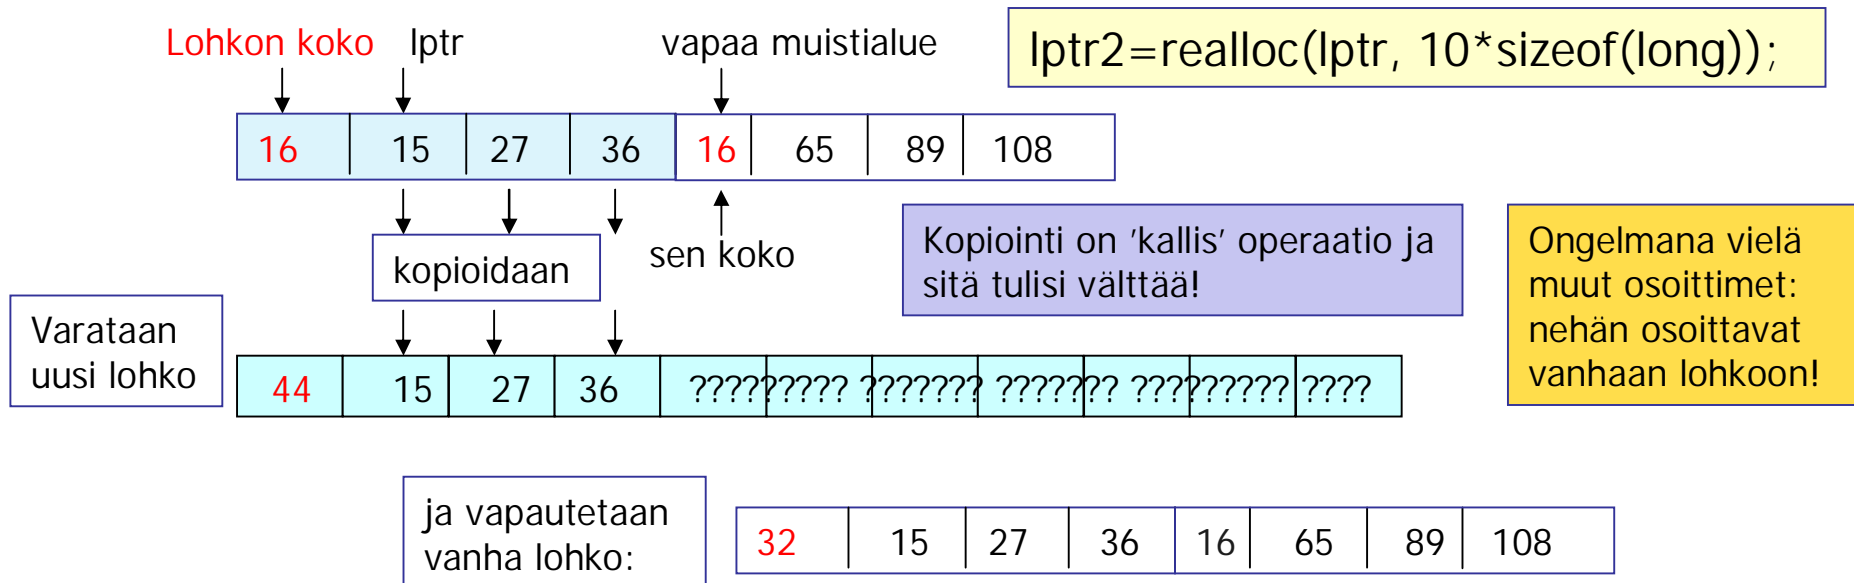 Lohkon koko lptr vapaa muistialue
lptr2=realloc(lptr, 10*sizeof(long));
16 15 27 36 16 65 89 108
kopioidaan
sen koko
Kopiointi on ’kallis’ operaatio ja
sitä tulisi välttää!
Ongelmana vielä
muut osoittimet:
nehän osoittavat
vanhaan lohkoon!
Varataan
uusi lohko
44 15 27 36 ????????? ??????? ??????? ????????? ????
ja vapautetaan
vanha lohko:
32 15 27 36 16 65 89 108